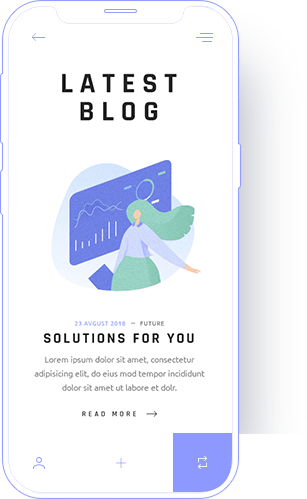 LATEST
BLOG
23 AVGUST 2018 — FUTURE
SOLUTIONS FOR YOU
Lorem ipsum dolor sit amet, consectetur
adipisicing elit, do eius mod tempor incididunt
dolor sit amet ut labore et dolr.
READ MORE